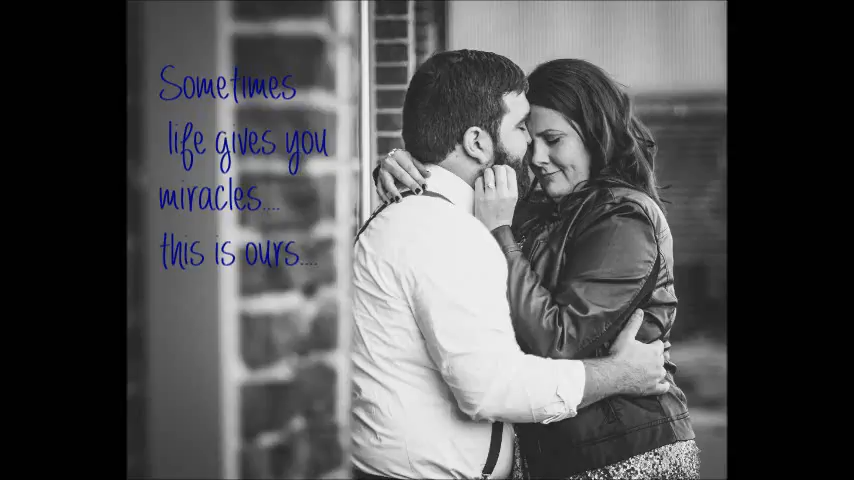 Sometimes
life gives you
miracles....
this is ours....